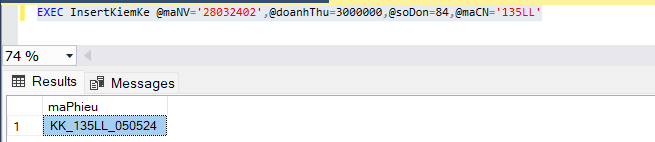 EXEC InsertKiemKe @maNV='28032402',@doanhThu=3000000,@soDon=84,@maCN='135LL'
74 %
Results Messages
maPhieu
1 KK_135LL_050524